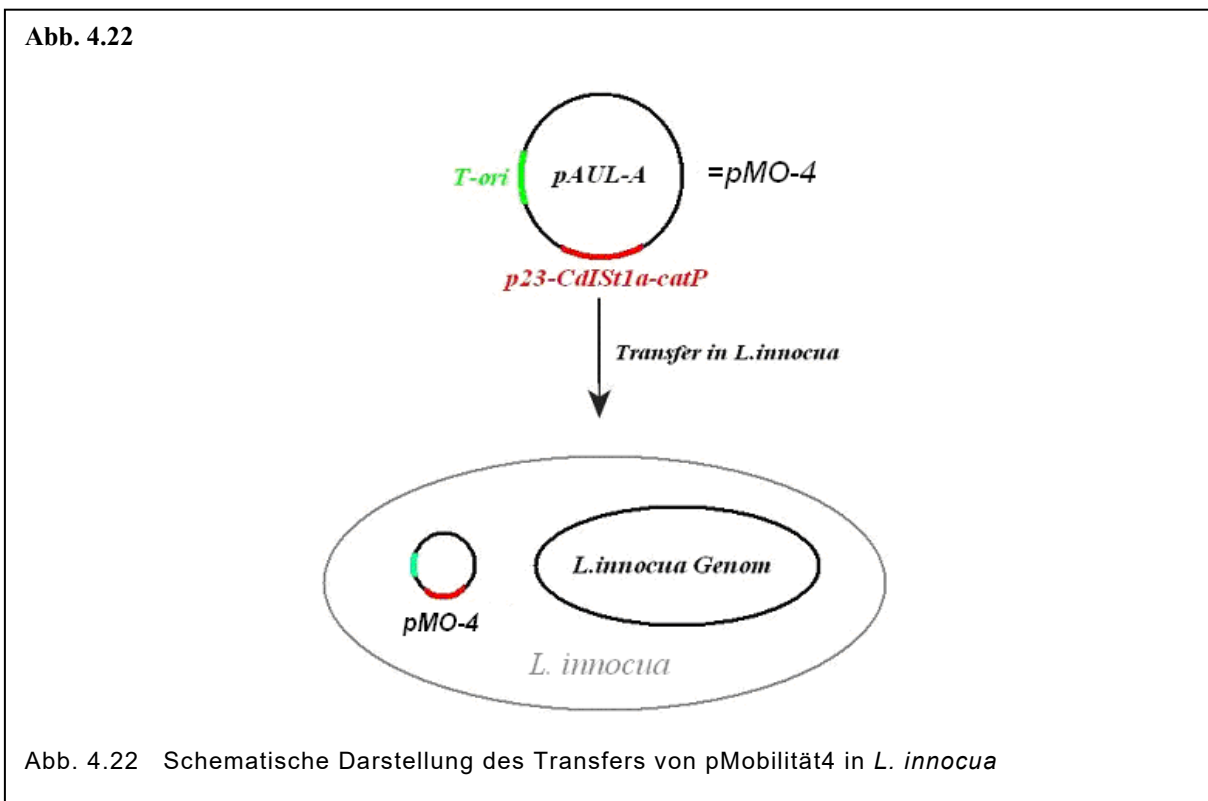 Abb. 4.22
T-ori pAUL-A =pMO-4
p23-CdISt1a-catP
Transfer in L.innocua
L.innocua Genom
pMO-4
L. innocua
Abb. 4.22 Schematische Darstellung des Transfers von pMobilität4 in L. innocua